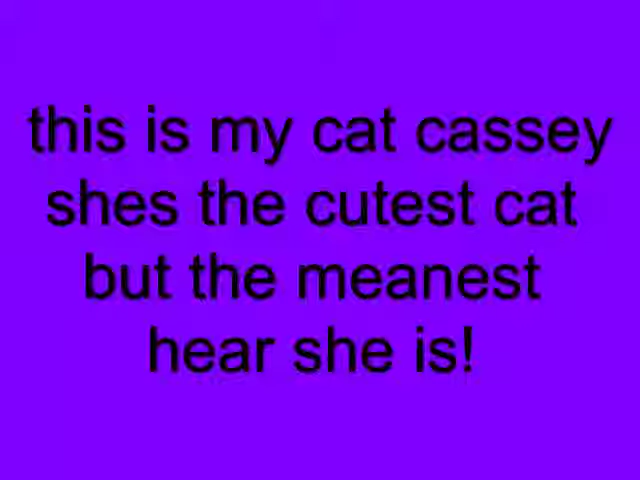 this is my cat cassey
shes the cutest cat
but the meanest
hear she is!